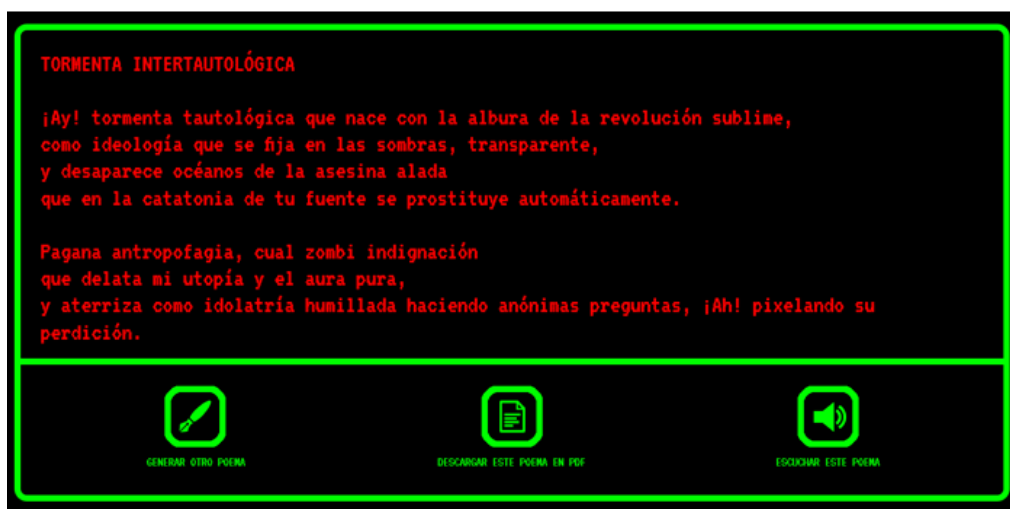 TORMENTA INTERTAUTOLÓGICA
¡Ay! tormenta tautológica que nace con la albura de la revolución sublime,
como ideología que se fija en las sombras, transparente,
y desaparece océanos de la asesina alada
que en la catatonia de tu fuente se prostituye automáticamente.
Pagana antropofagia, cual zombi indignación
que delata mi utopía y el aura pura,
y aterriza como idolatría humillada haciendo anónimas preguntas, ¡Ah! pixelando su
perdición.
GENERAR OTRO POEMA
DESCARGAR ESTE POEMA EN PDF
ESCUCHAR ESTE POEMA